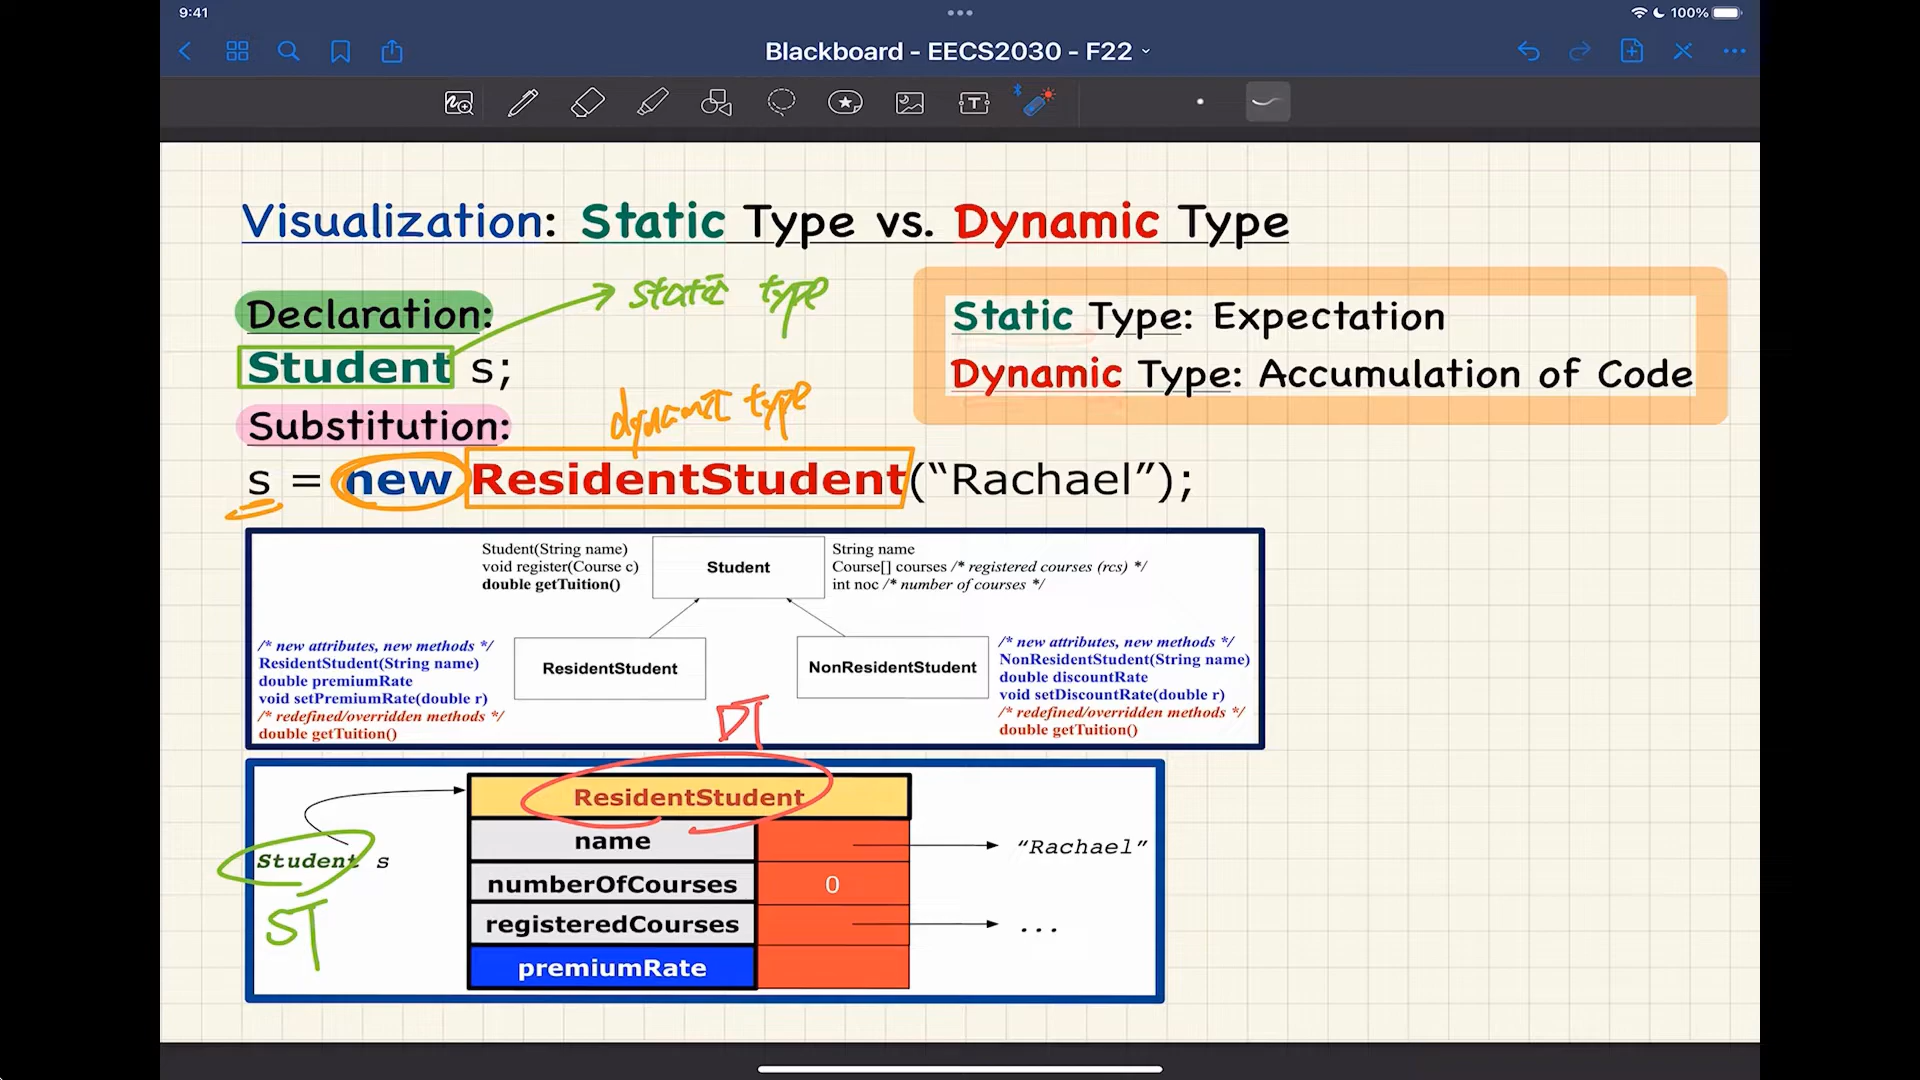 9:41
100%
Blackboard - EECS2030 - F22
Visualization: Static Type vs. Dynamic Type
Declaration:
static type
Student s;
Static Type: Expectation
Dynamic Type: Accumulation of Code
Substitution:
dynamic type
s = new ResidentStudent(“Rachael”);
Student(String name)
void register(Course c)
double getTuition()
Student
String name
Course[] courses /* registered courses (rcs) */
int noc /* number of courses */
/* new attributes, new methods */
ResidentStudent(String name)
double premiumRate
void setPremiumRate(double r)
/* redefined/overridden methods */
double getTuition()
ResidentStudent
NonResidentStudent
/* new attributes, new methods */
NonResidentStudent(String name)
double discountRate
void setDiscountRate(double r)
/* redefined/overridden methods */
double getTuition()
DT
ResidentStudent
Student s
ST
name
“Rachael”
numberOfCourses 0
registeredCourses
...
premiumRate